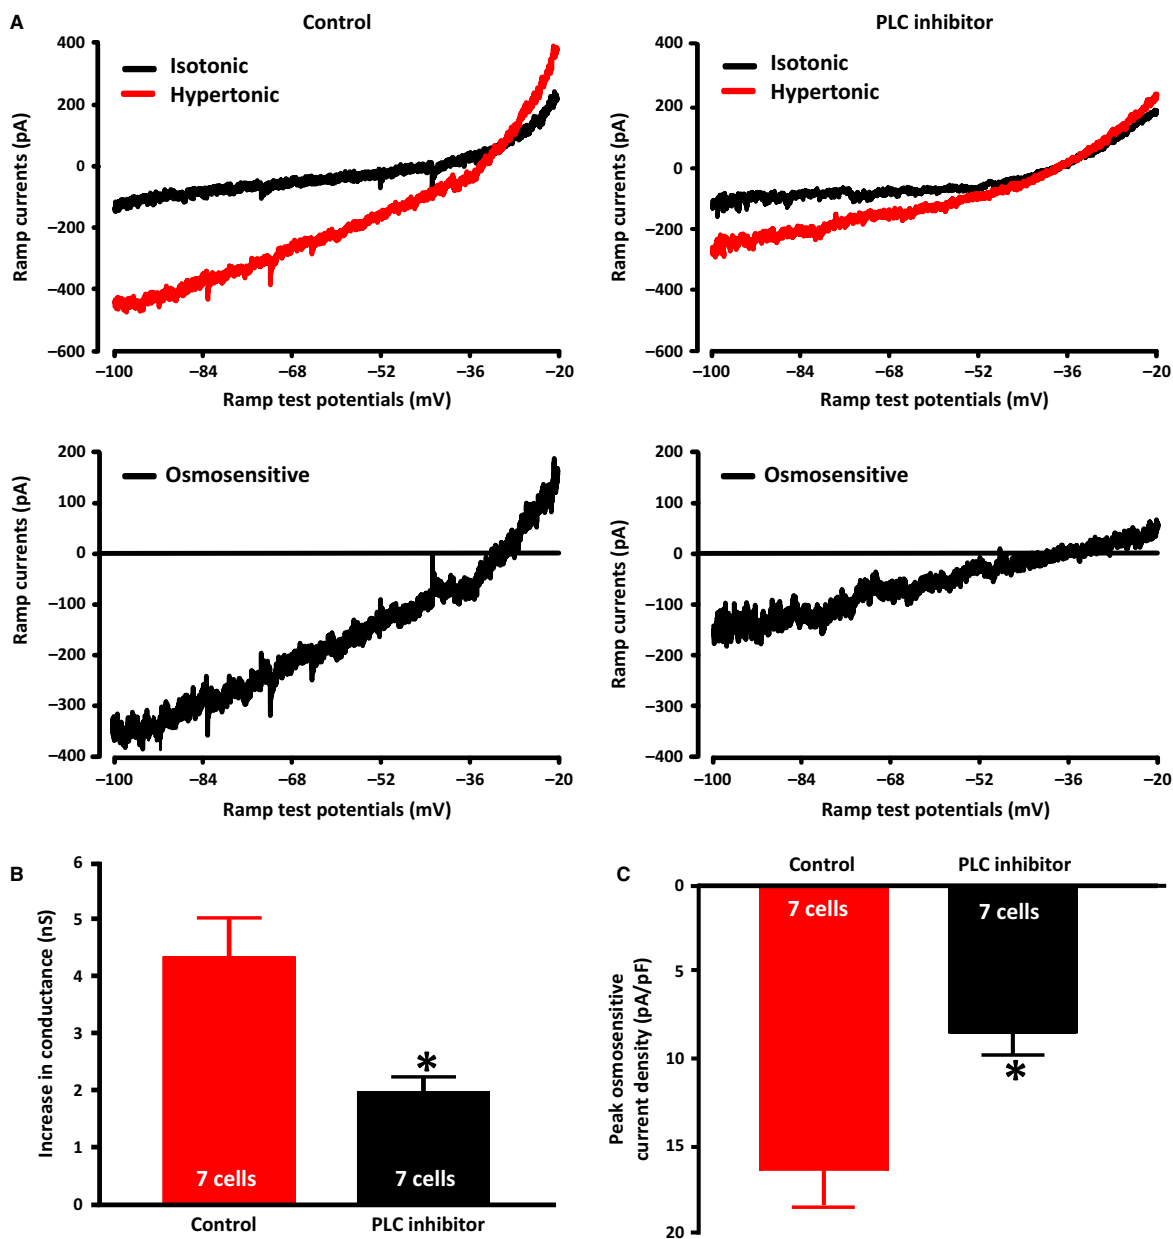 A
Control
PLC inhibitor
400
200
0
−200
−400
−600
Ramp currents (pA)
Isotonic
Hypertonic
−100 −84 −68 −52 −36 −20
Ramp test potentials (mV)
400
200
0
−200
−400
−600
Ramp currents (pA)
Isotonic
Hypertonic
−100 −84 −68 −52 −36 −20
Ramp test potentials (mV)
200
100
0
−100
−200
−300
−400
Ramp currents (pA)
Osmosensitive
−100 −84 −68 −52 −36 −20
Ramp test potentials (mV)
200
100
0
−100
−200
−300
−400
Ramp currents (pA)
Osmosensitive
−100 −84 −68 −52 −36 −20
Ramp test potentials (mV)
B
6
5
4
3
2
1
0
Increase in conductance (nS)
*
7 cells 7 cells
Control PLC inhibitor
C
Control PLC inhibitor
0
5
10
15
20
Peak osmosensitive
current density (pA/pF)
7 cells 7 cells
*